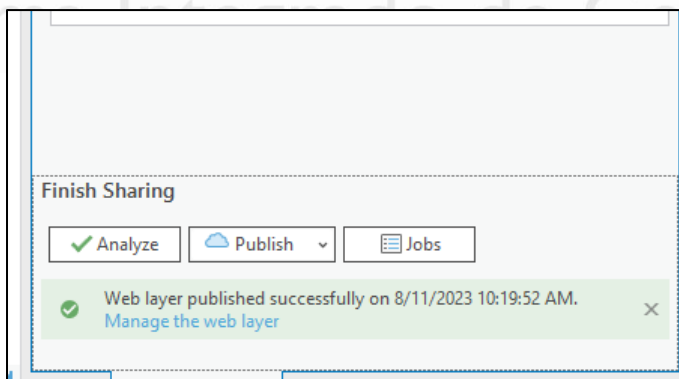 Finish Sharing
Analyze
Publish
Jobs
Web layer published successfully on 8/11/2023 10:19:52 AM.
Manage the web layer